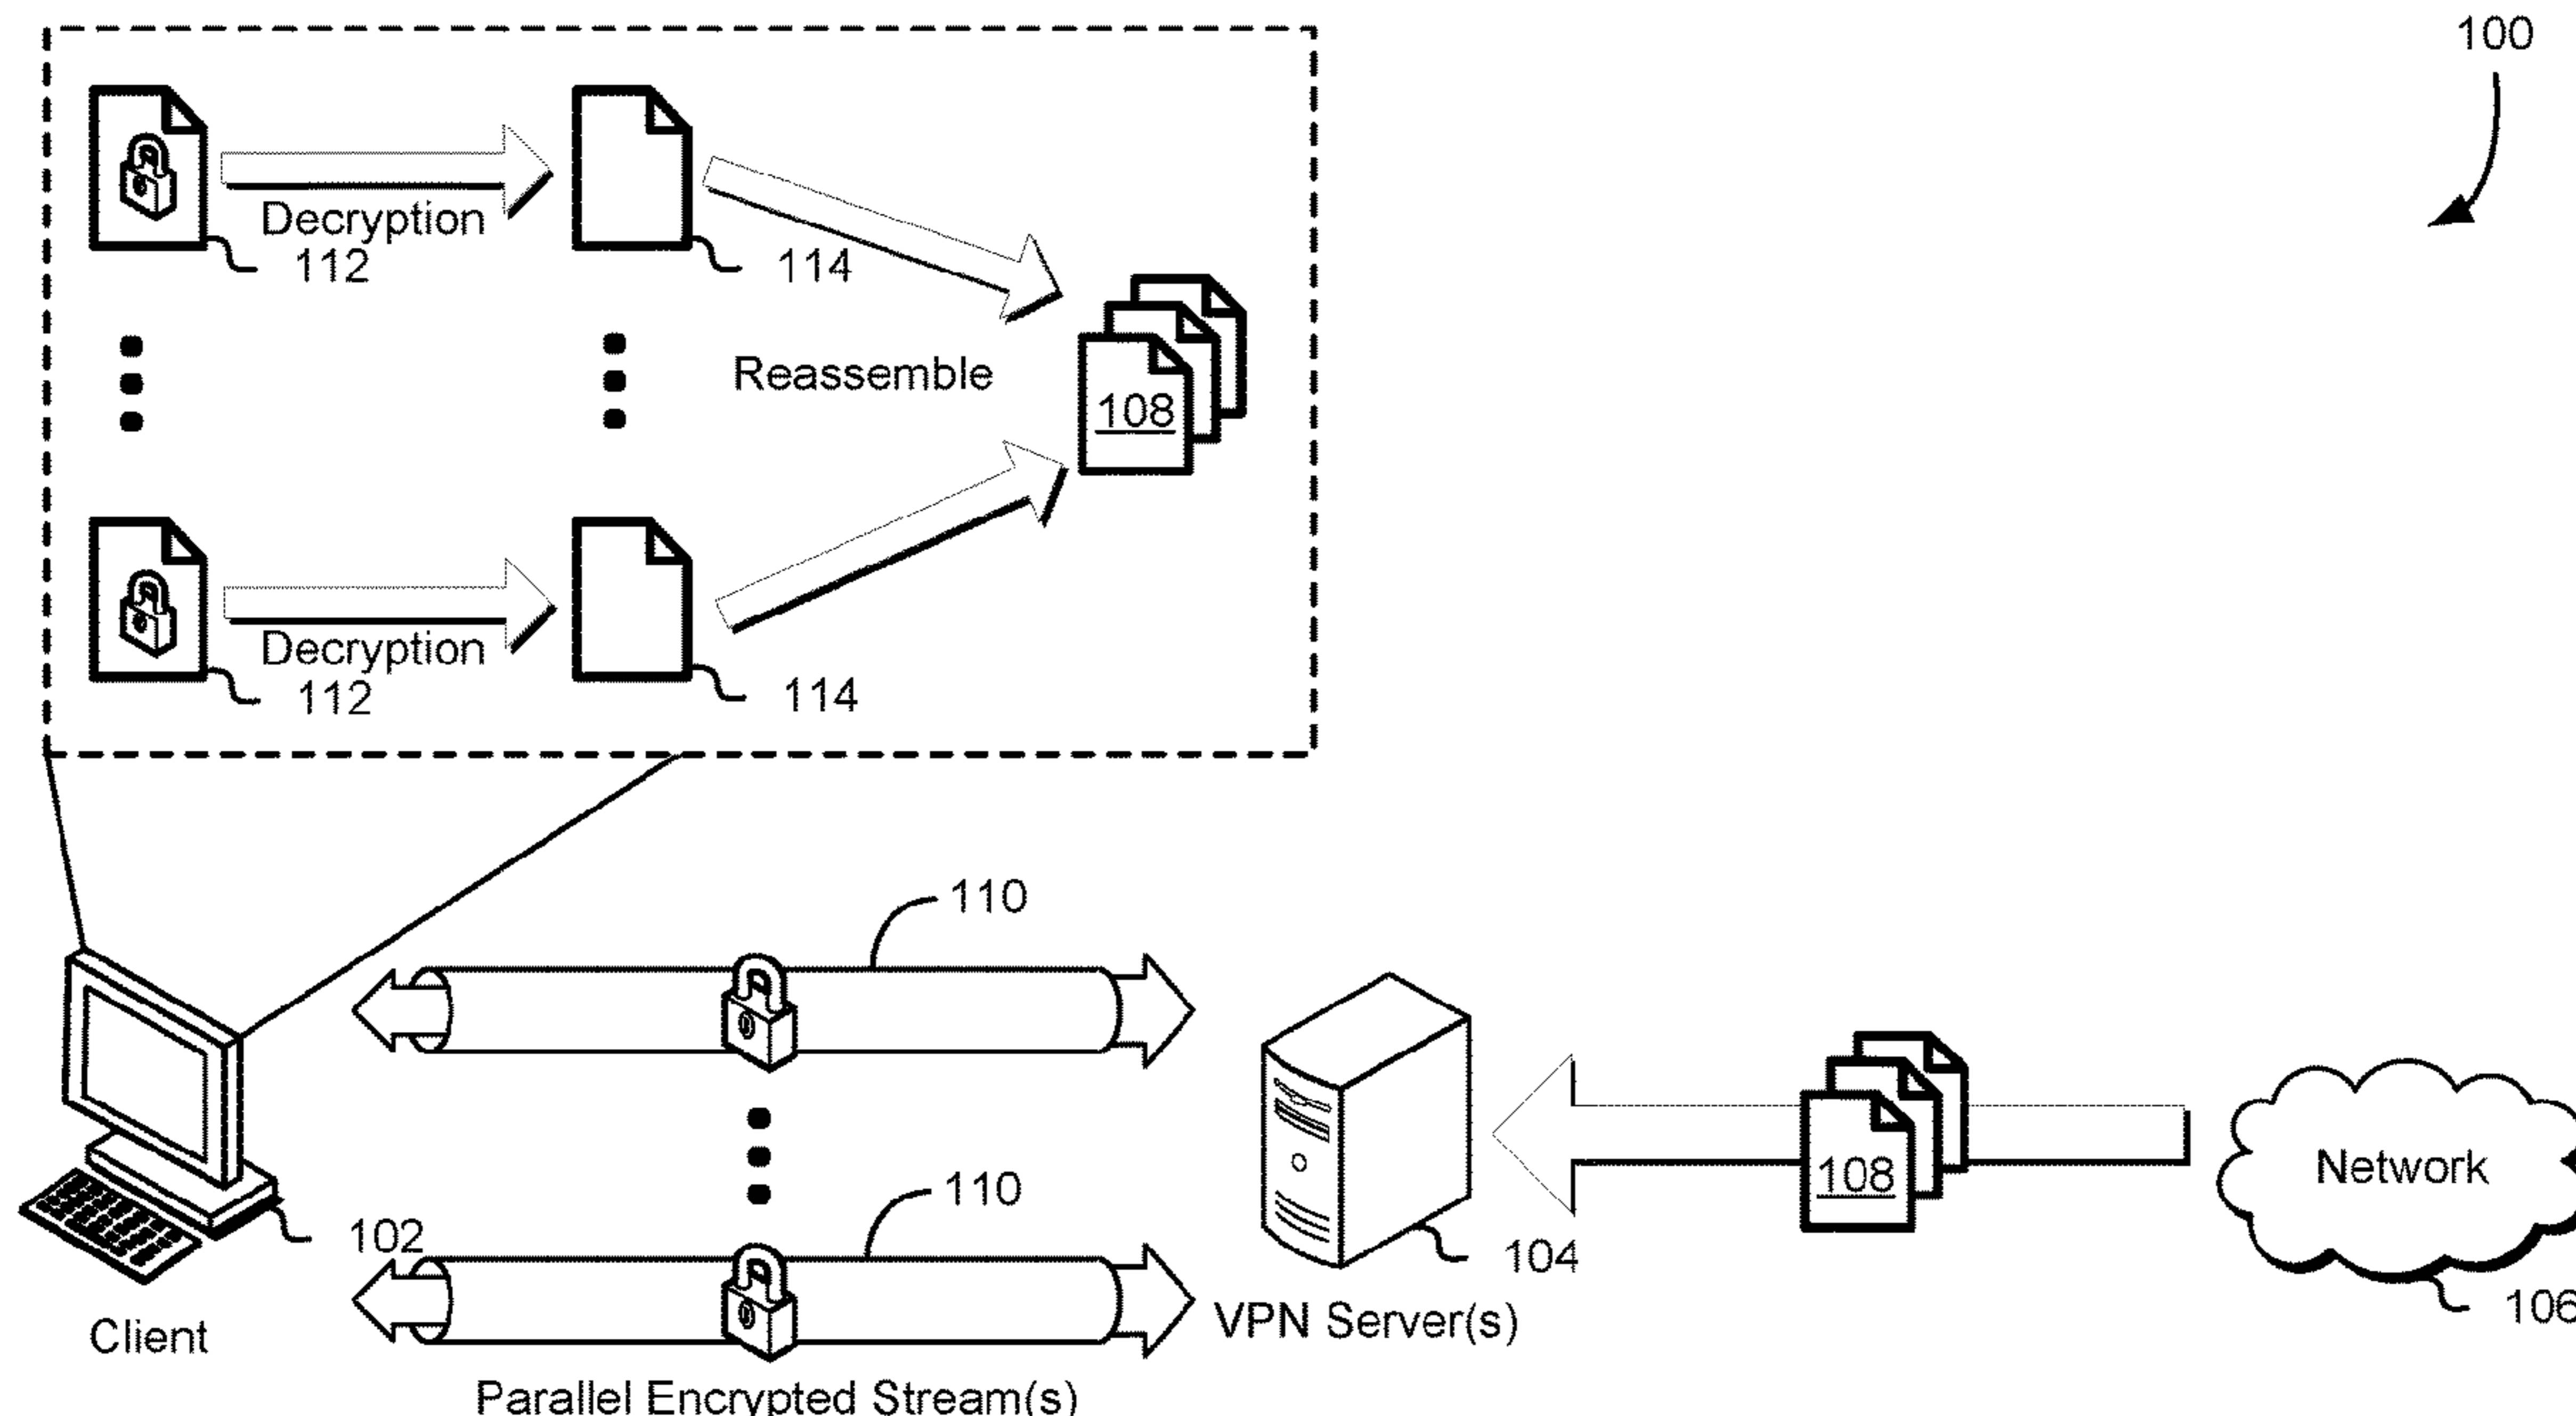 100
Decryption
112
114
Reassemble
108
Decryption
112
114
110
110
102
108
Network
104
106
Client
VPN Server(s)
Parallel Encrypted Stream(s)